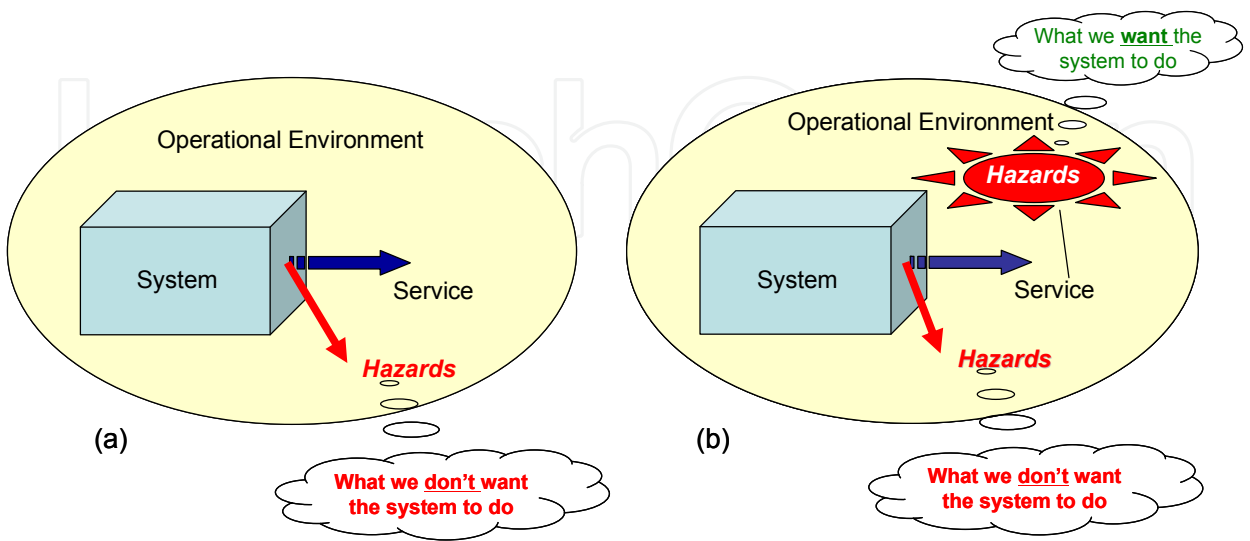 Operational Environment
System
Service
Hazards
(a)
What we don't want
the system to do
What we want the
system to do
Operational Environment
Hazards
System
Service
Hazards
(b)
What we don't want
the system to do